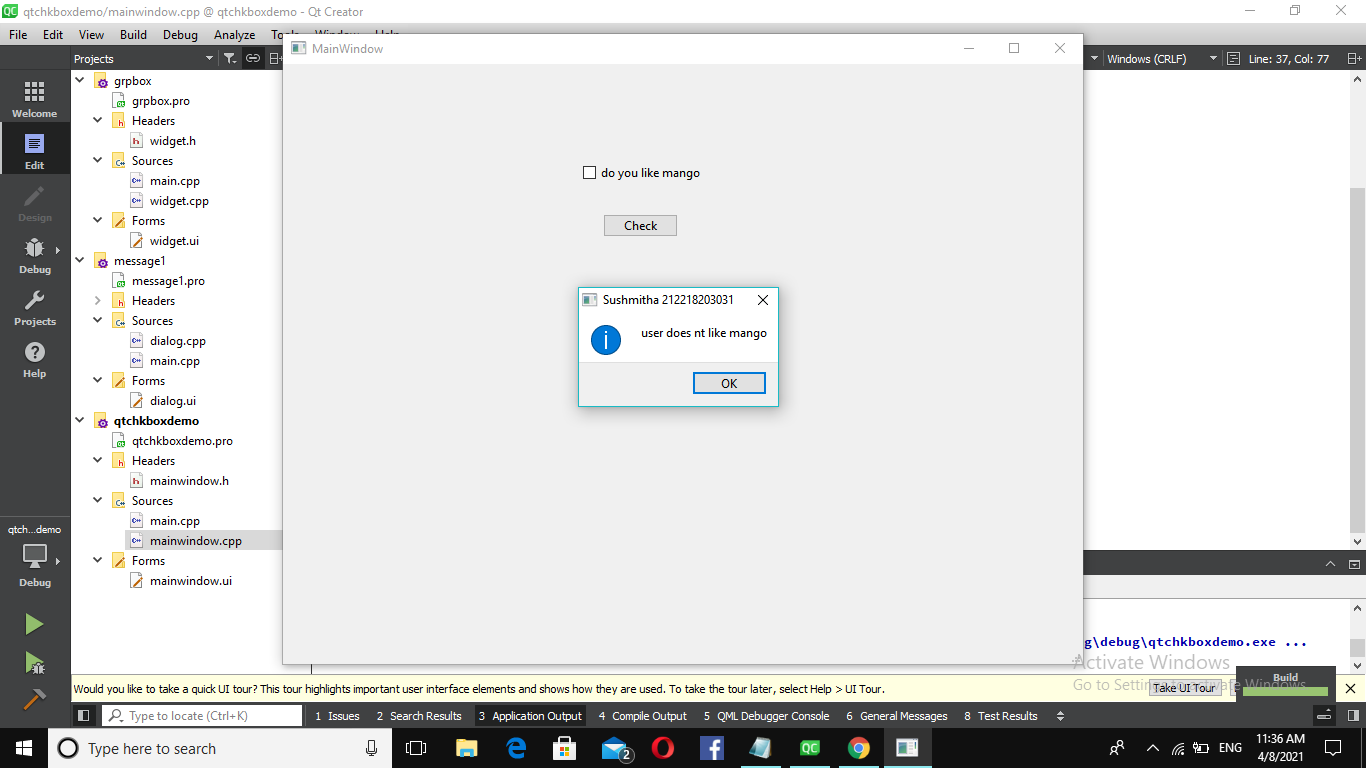 qtchkboxdemo/mainwindow.cpp @ qtchkboxdemo - Qt Creator
File Edit View Build Debug Analyze
MainWindow
Projects
Windows (CRLF)
Line: 37, Col: 77
Welcome
Edit
Design
Debug
Projects
Help
qtch...demo
Debug
grpbox
grpbox.pro
Headers
widget.h
Sources
main.cpp
widget.cpp
Forms
widget.ui
message1
message1.pro
Headers
Sources
dialog.cpp
main.cpp
Forms
dialog.ui
qtchkboxdemo
qtchkboxdemo.pro
Headers
mainwindow.h
Sources
main.cpp
mainwindow.cpp
Forms
mainwindow.ui
do you like mango
Check
Sushmitha 212218203031
user does nt like mango
OK
g\debug\qtchkboxdemo.exe ...
Activate Windows
Go to Settings to activate Windows.
Build
Would you like to take a quick UI tour? This tour highlights important user interface elements and shows how they are used. To take the tour later, select Help > UI Tour.
Take UI Tour
Type to locate (Ctrl+K)
1 Issues 2 Search Results 3 Application Output 4 Compile Output 5 QML Debugger Console 6 General Messages 8 Test Results
Type here to search
2
ENG
11:36 AM
4/8/2021